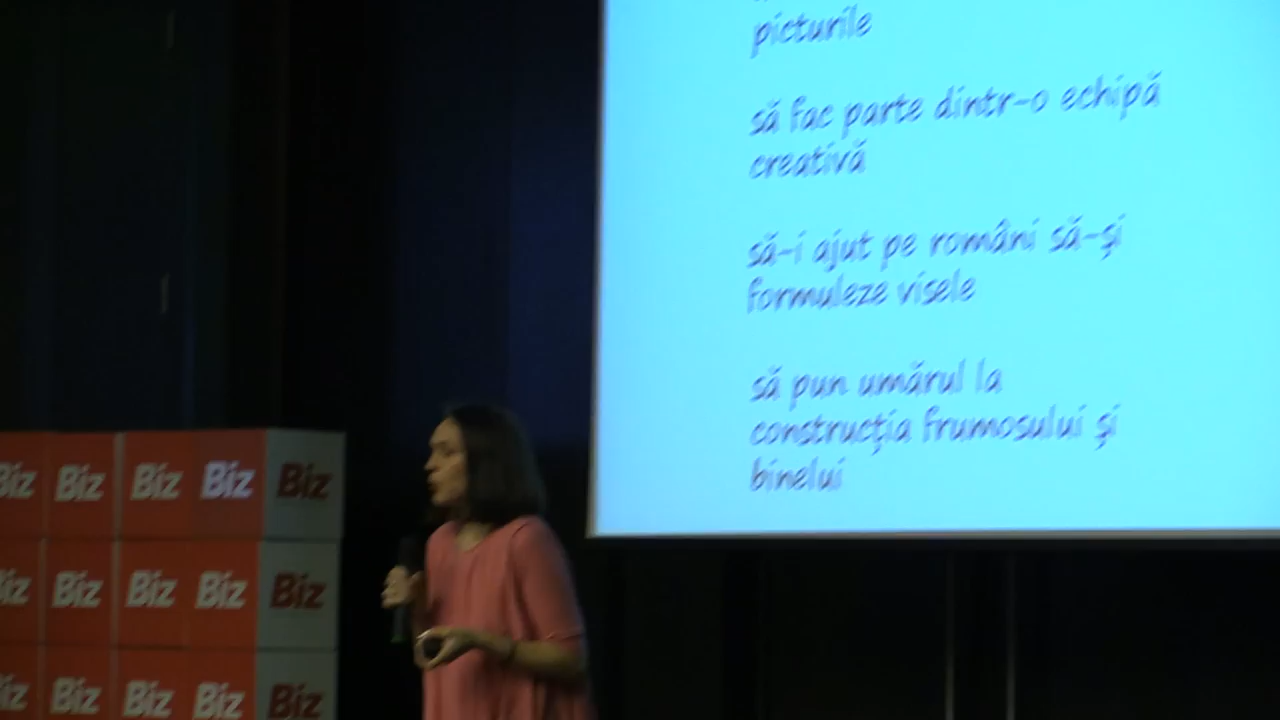 picturile
să fac parte dintr-o echipă
creativă
să-i ajut pe români să-și
formuleze visele
să pun umărul la
construcția frumosului și
binelui
Biz Biz Biz Biz Biz
Biz Biz Biz Biz Biz
Biz Biz Biz Biz Biz